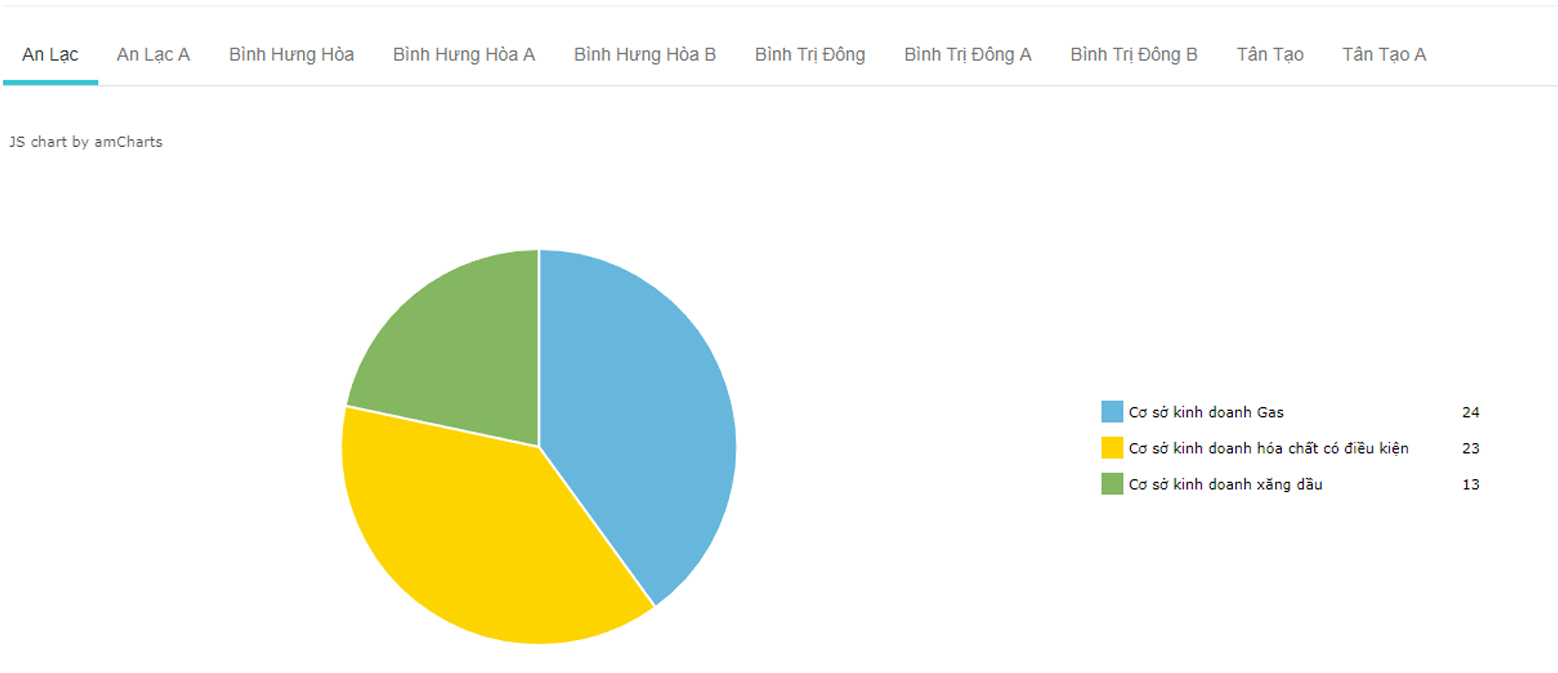 An Lạc An Lạc A Bình Hưng Hòa Bình Hưng Hòa A Bình Hưng Hòa B Bình Trị Đông Bình Trị Đông A Bình Trị Đông B Tân Tạo Tân Tạo A
JS chart by amCharts
Cơ sở kinh doanh Gas 24
Cơ sở kinh doanh hóa chất có điều kiện 23
Cơ sở kinh doanh xăng dầu 13